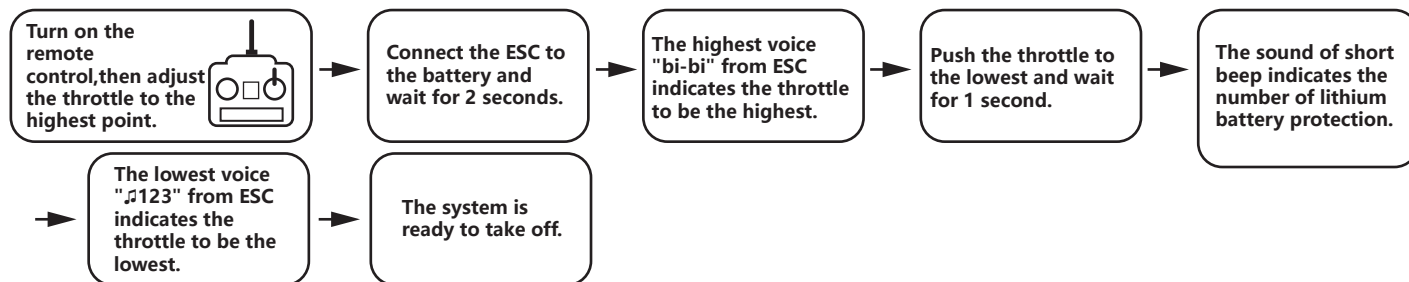 Turn on the
remote
control,then adjust
the throttle to the
highest point.
Connect the ESC to
the battery and
wait for 2 seconds.
The highest voice
"bi-bi" from ESC
indicates the throttle
to be the highest.
Push the throttle to
the lowest and wait
for 1 second.
The sound of short
beep indicates the
number of lithium
battery protection.
The lowest voice
"♫123" from ESC
indicates the
throttle to be the
lowest.
The system is
ready to take off.